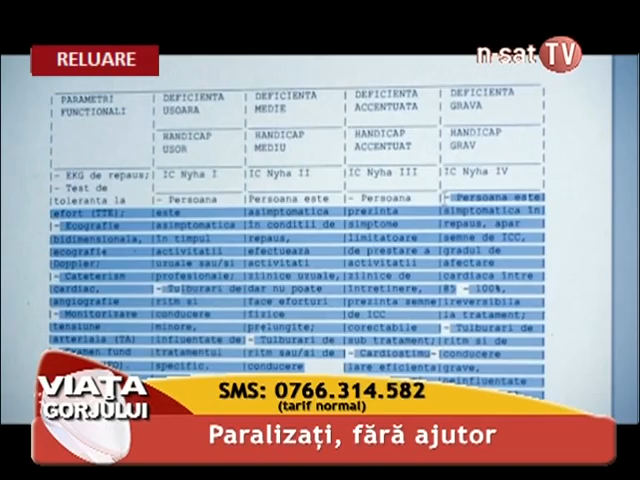 RELUARE
n-sat TV
PARAMETRI DEFICIENTA DEFICIENTA DEFICIENTA DEFICIENTA
FUNCTIONALI USOARA MEDIE ACCENTUATA GRAVA
HANDICAP HANDICAP HANDICAP HANDICAP
USOR MEDIU ACCENTUAT GRAV
- EKG de repaus; IC Nyha I IC Nyha II IC Nyha III IC Nyha IV
- Test de
toleranta la - Persoana Persoana este - Persoana - Persoana este
efort (TTE); este asimptomatica prezinta simptomatica in
- Ecografie asimptomatica in conditii de simptome repaus, apar
bidimensionala, in timpul repaus, limitatoare semne de ICC,
ecografie activitatii efectueaza de prestare a gradul de
Doppler; uzuale sau/si activitati activitatii afectare
- Cateterism profesionale; zilnice uzuale, zilnice de cardiaca intre
cardiac, - Tulburari de dar nu poate intretinere, 85 - 100%,
angiografie ritm si face eforturi prezinta semne ireversibila
- Monitorizare conducere fizice de ICC la tratament;
tensiune minore, prelungite; corectabile - Tulburari de
arteriala (TA) influentate de - Tulburari de sub tratament; ritm si de
Examen fund tratamentul ritm sau/si de - Cardiostimu- conducere
specific. conducere lare eficienta grave,
neinfluentate
VIAȚA
GORJULUI
SMS: 0766.314.582
(tarif normal)
Paralizați, fără ajutor